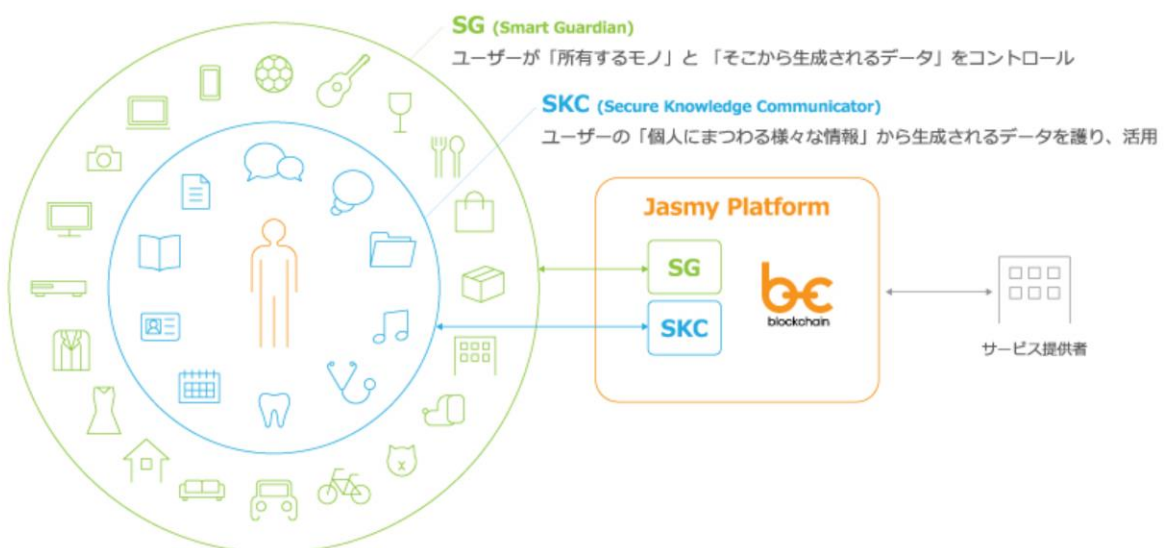 SG (Smart Guardian)
ユーザーが「所有するモノ」と 「そこから生成されるデータ」をコントロール
SKC (Secure Knowledge Communicator)
ユーザーの「個人にまつわる様々な情報」から生成されるデータを護り、活用
Jasmy Platform
SG
SKC
bc
blockchain
サービス提供者